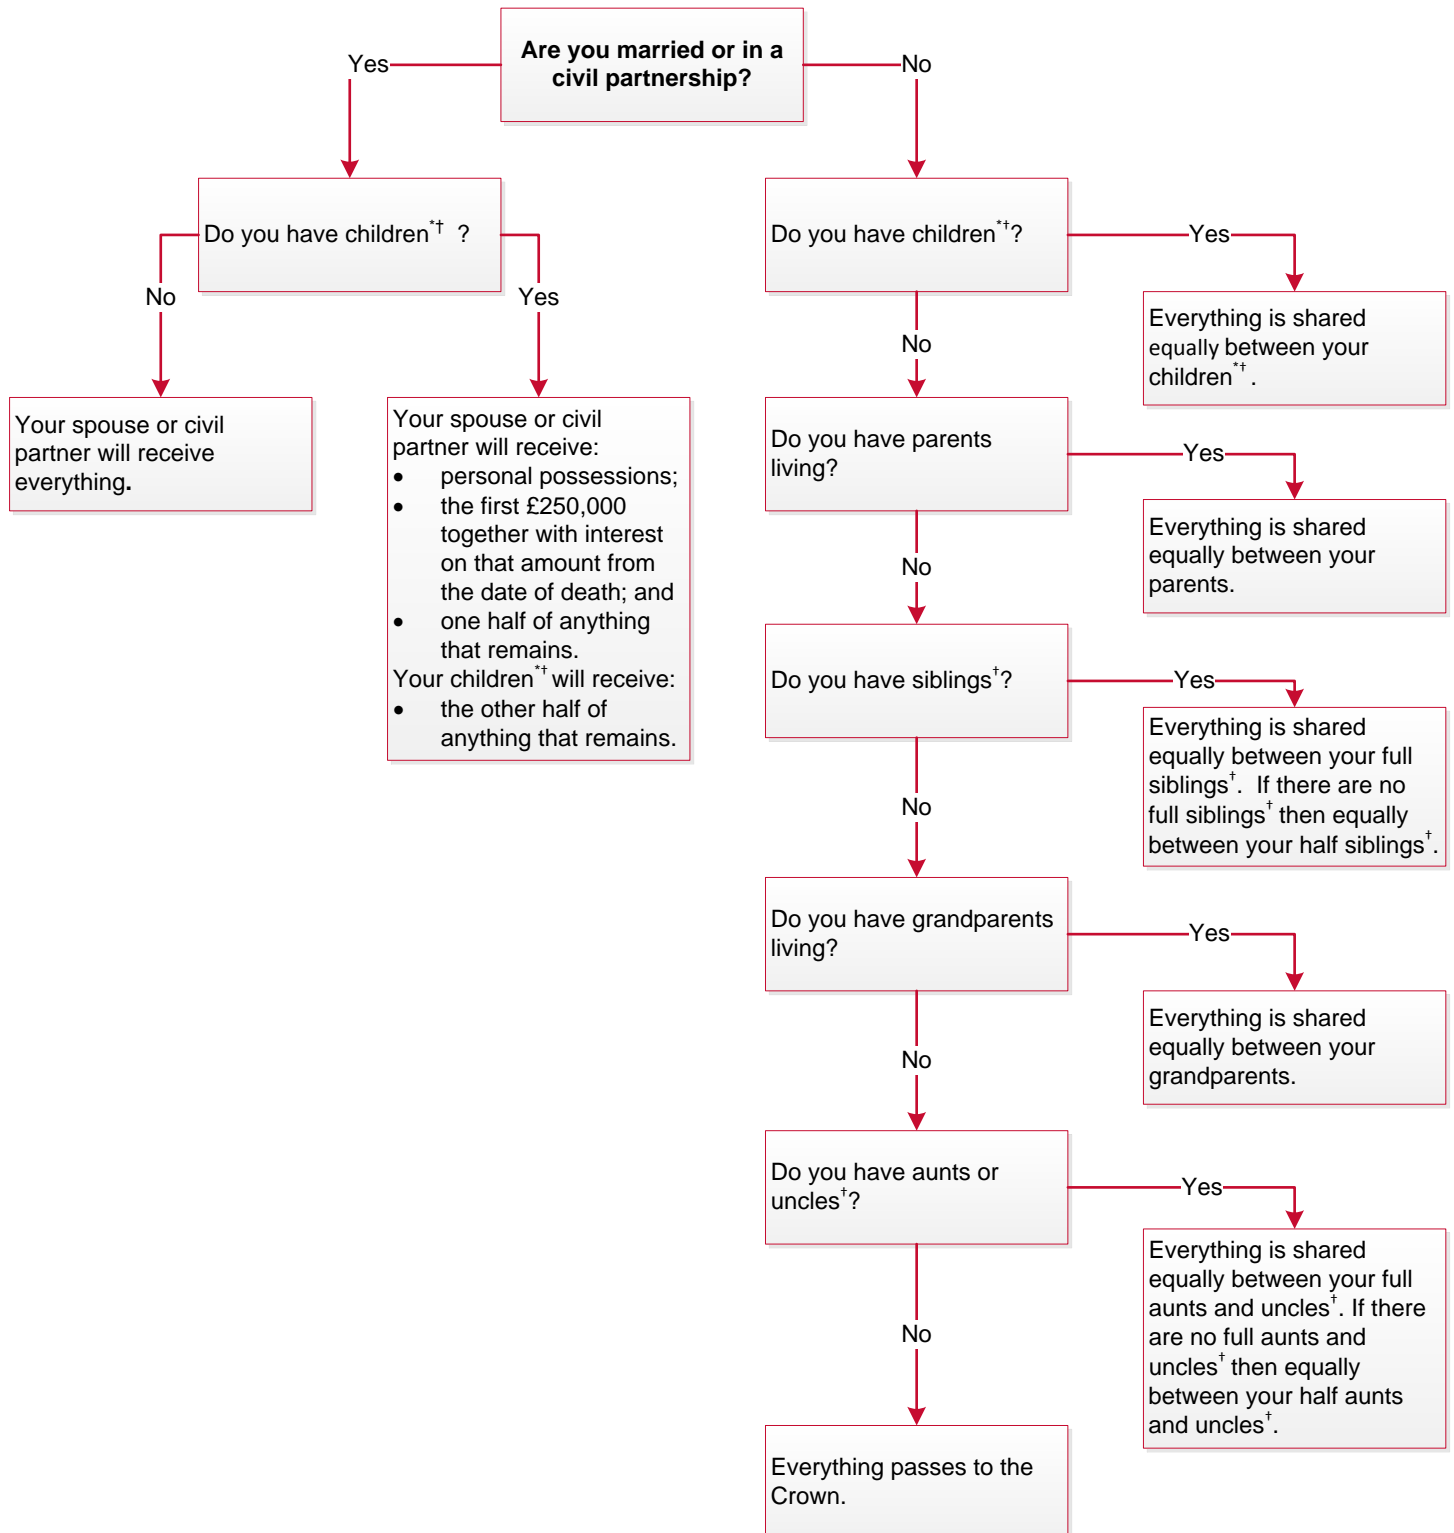 Are you married or in a
civil partnership?
Yes
No
Do you have children*† ?
No
Yes
Your spouse or civil
partner will receive
everything.
Your spouse or civil
partner will receive:
• personal possessions;
• the first £250,000
together with interest
on that amount from
the date of death; and
• one half of anything
that remains.
Your children*† will receive:
• the other half of
anything that remains.
Do you have children*†?
Yes
Everything is shared
equally between your
children*† .
No
Do you have parents
living?
Yes
Everything is shared
equally between your
parents.
No
Do you have siblings†?
Yes
Everything is shared
equally between your full
siblings†. If there are no
full siblings† then equally
between your half siblings†.
No
Do you have grandparents
living?
Yes
Everything is shared
equally between your
grandparents.
No
Do you have aunts or
uncles†?
Yes
Everything is shared
equally between your full
aunts and uncles†. If there
are no full aunts and
uncles† then equally
between your half aunts
and uncles†.
No
Everything passes to the
Crown.